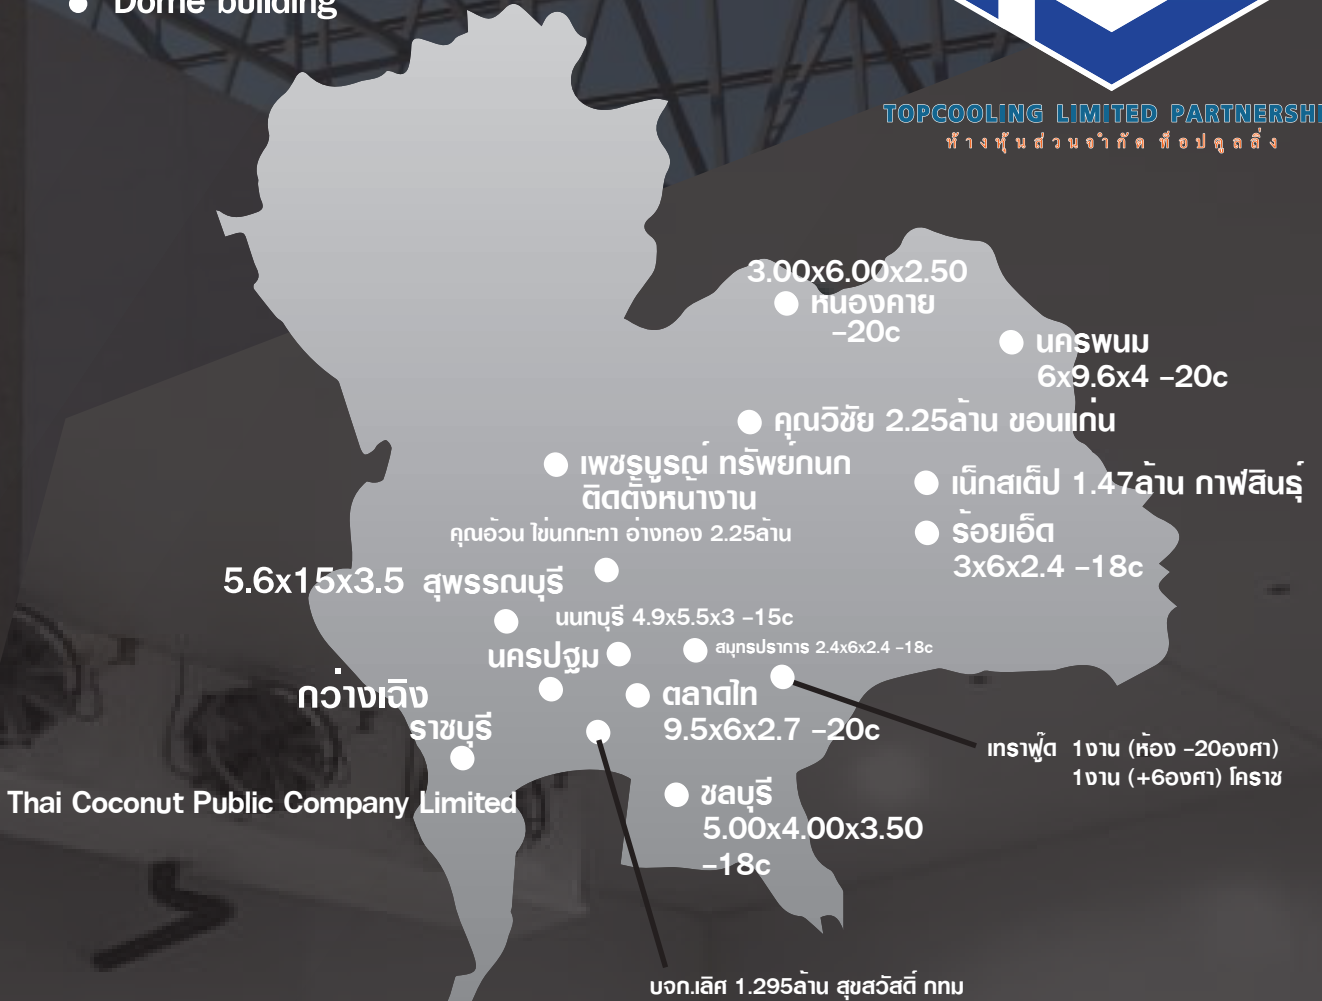 Dome building
TOPCOOLING LIMITED PARTNERSHI
ห้างหุ้นส่วนจำกัด ท็อปคูลลิ่ง
3.00x6.00x2.50
หนองคาย
-20c
นครพนม
6x9.6x4 -20c
คุณวิชัย 2.25ล้าน ขอนแก่น
เพชรบูรณ์ ทรัพย์กนก
ติดตั้งหน้างาน
เน็กสเต็ป 1.47ล้าน กาฬสินธุ์
ร้อยเอ็ด
3x6x2.4 -18c
คุณอ้วน ไข่นกกะทา อ่างทอง 2.25ล้าน
5.6x15x3.5 สุพรรณบุรี
นนทบุรี 4.9x5.5x3 -15c
สมุทรปราการ 2.4x6x2.4 -18c
นครปฐม
กว่างเฉิง
ราชบุรี
ตลาดไท
9.5x6x2.7 -20c
เทราฟู๊ด 1งาน (ห้อง -20องศา)
1งาน (+6องศา) โคราช
Thai Coconut Public Company Limited
ชลบุรี
5.00x4.00x3.50
-18c
บจก.เลิศ 1.295ล้าน สุขสวัสดิ์ กทม